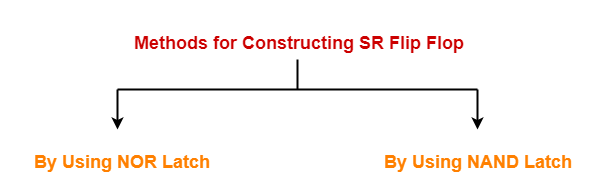 Methods for Constructing SR Flip Flop
By Using NOR Latch
By Using NAND Latch